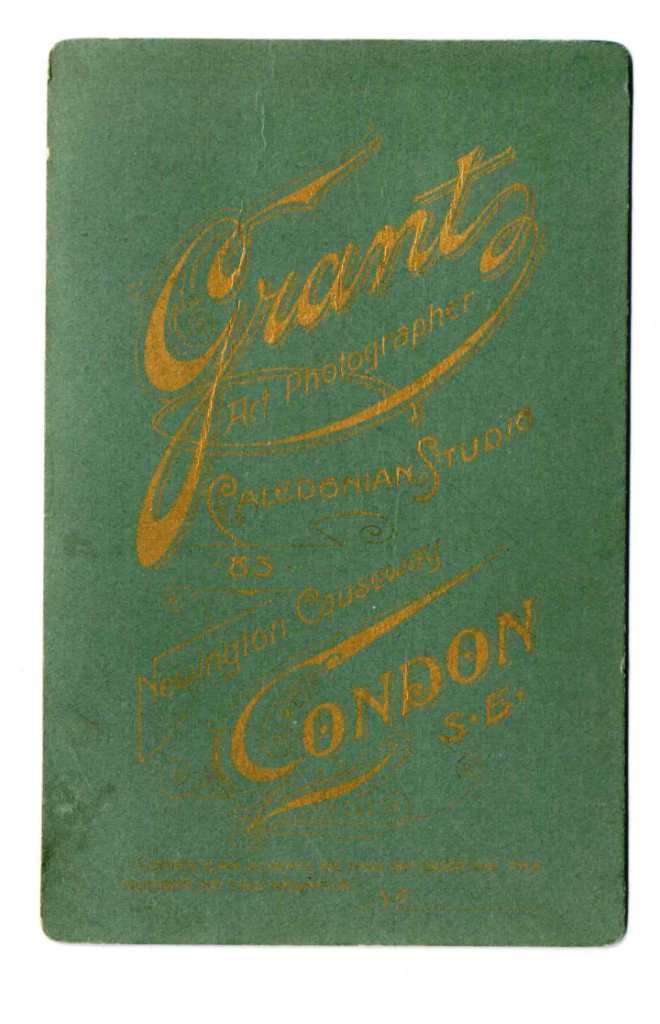 Grant
Art Photographer
CALEDONIAN STUDIO
83
Newington Causeway
LONDON
S.E.